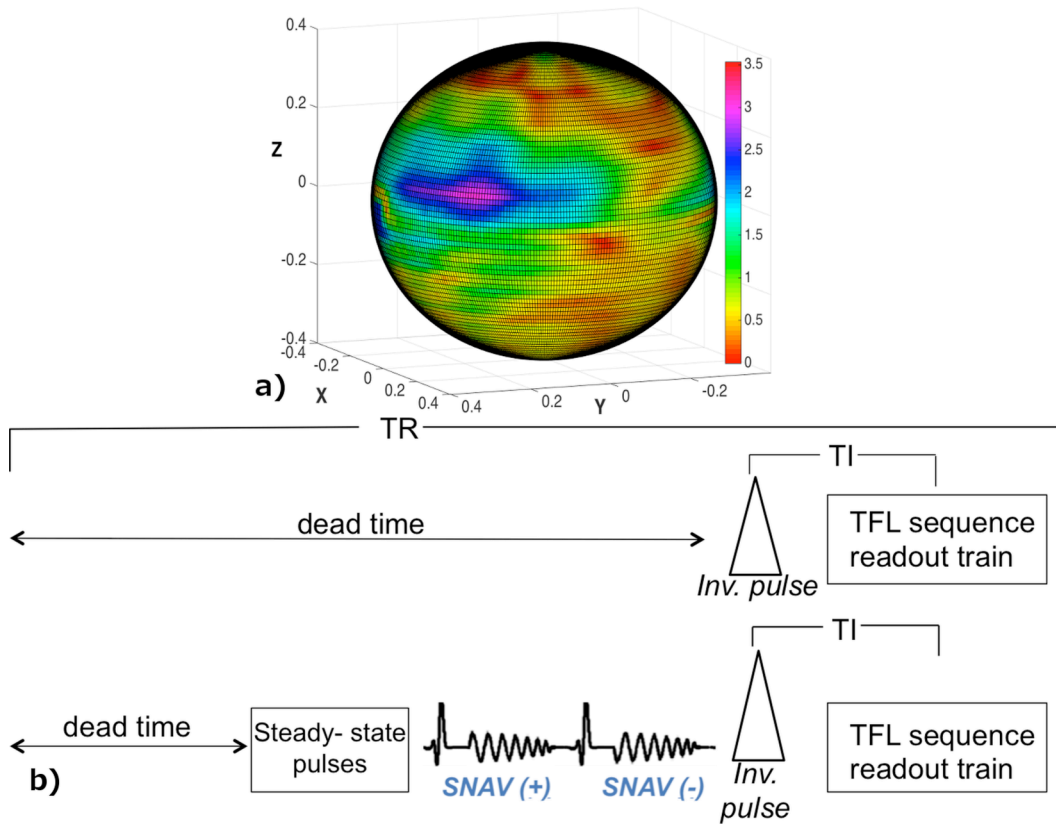 0.4
0.2
Z
0
-0.2
-0.4
-0.4
-0.2
0
0.2
0.4
X
0.4
0.2
0
-0.2
Y
3.5
3
2.5
2
1.5
1
0.5
0
a)
TR
TI
dead time
TFL sequence
readout train
Inv. pulse
TI
dead time
Steady- state
pulses
SNAV (+)
SNAV (-)
Inv.
pulse
TFL sequence
readout train
b)